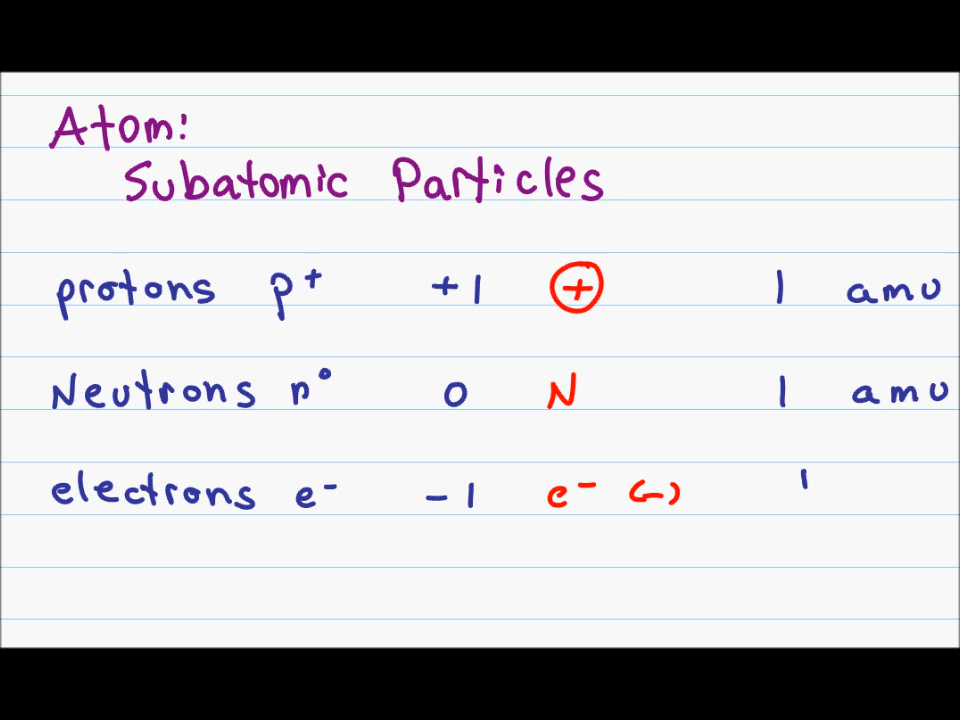 Atom:
Subatomic Particles
protons p⁺ +1 + 1 amu
Neutrons n° 0 N 1 amu
electrons e⁻ -1 e⁻ (-) 1